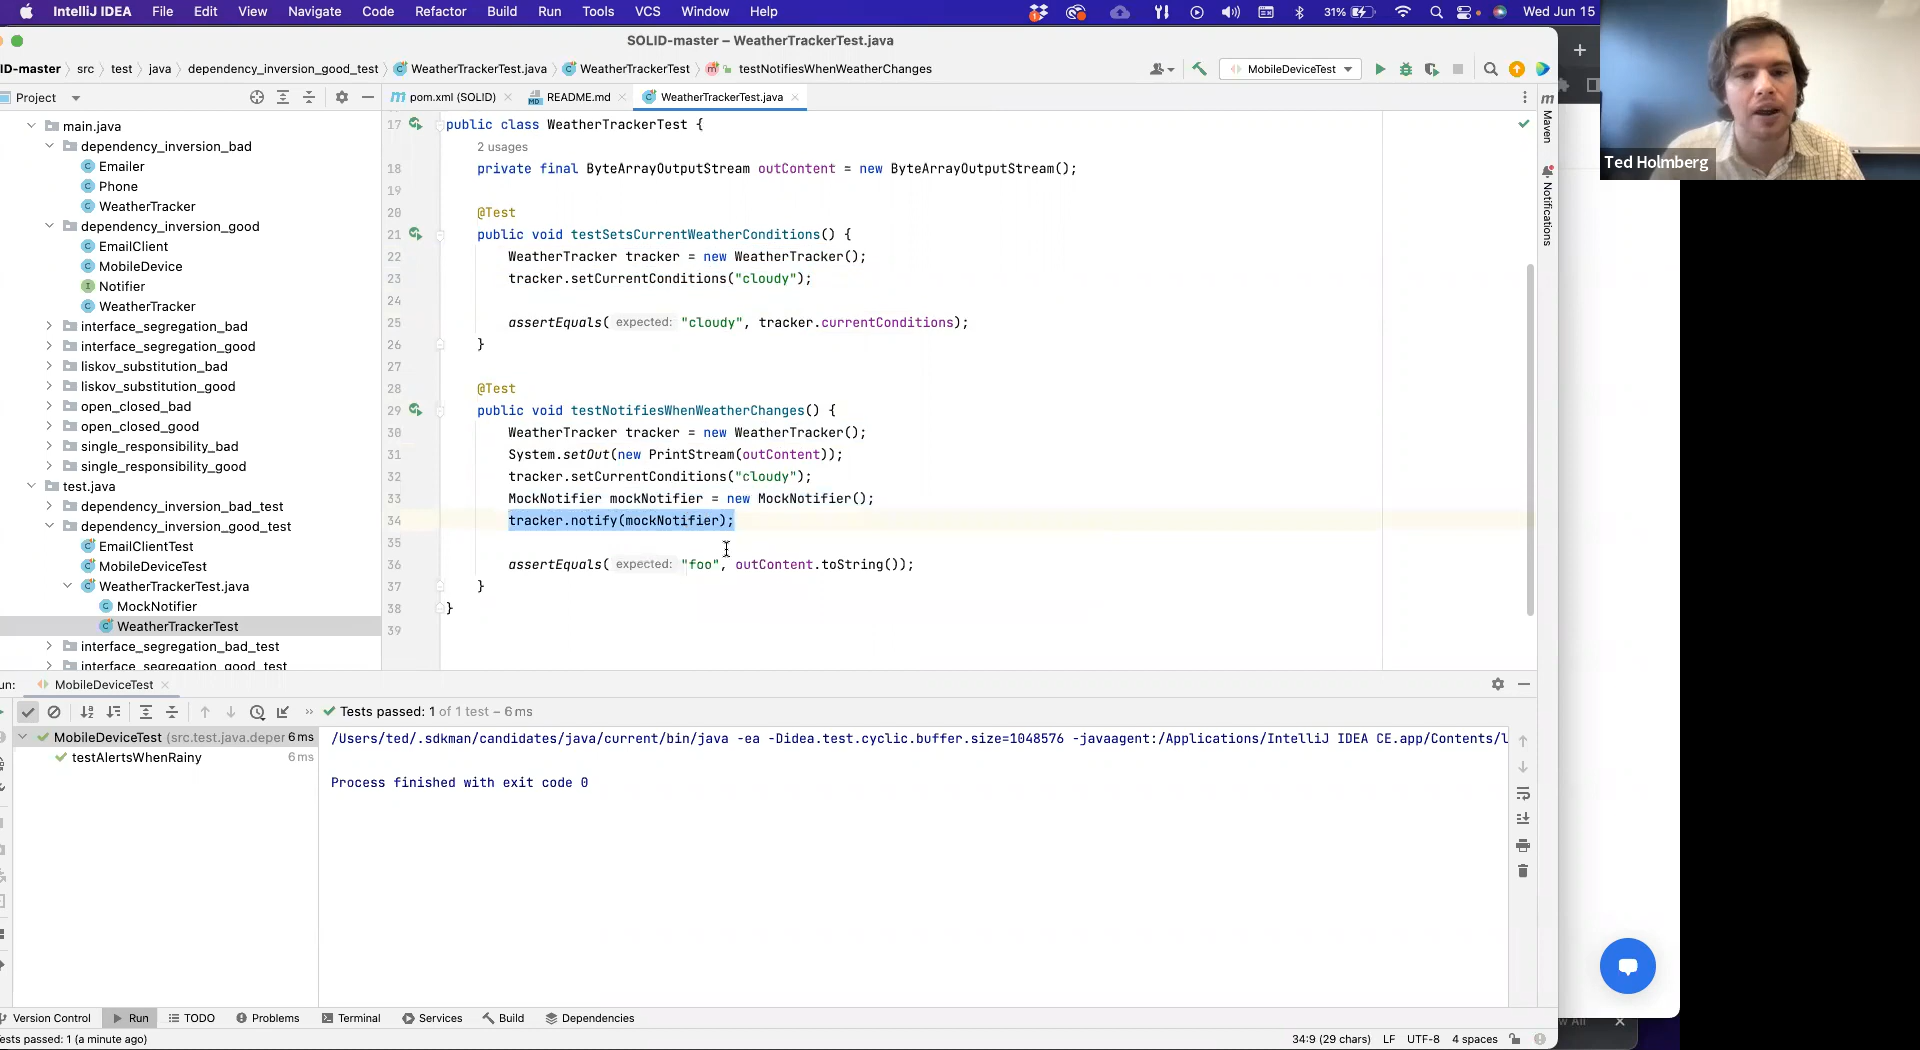 IntelliJ IDEA File Edit View Navigate Code Refactor Build Run Tools VCS Window Help 31% Wed Jun 15
SOLID-master – WeatherTrackerTest.java
ID-master src test java dependency_inversion_good_test WeatherTrackerTest.java WeatherTrackerTest testNotifiesWhenWeatherChanges MobileDeviceTest
Project
pom.xml (SOLID) README.md WeatherTrackerTest.java
main.java
dependency_inversion_bad
Emailer
Phone
WeatherTracker
dependency_inversion_good
EmailClient
MobileDevice
Notifier
WeatherTracker
interface_segregation_bad
interface_segregation_good
liskov_substitution_bad
liskov_substitution_good
open_closed_bad
open_closed_good
single_responsibility_bad
single_responsibility_good
test.java
dependency_inversion_bad_test
dependency_inversion_good_test
EmailClientTest
MobileDeviceTest
WeatherTrackerTest.java
MockNotifier
WeatherTrackerTest
interface_segregation_bad_test
interface_segregation_good_test
17 public class WeatherTrackerTest {
2 usages
18 private final ByteArrayOutputStream outContent = new ByteArrayOutputStream();
19
20 @Test
21 public void testSetsCurrentWeatherConditions() {
22 WeatherTracker tracker = new WeatherTracker();
23 tracker.setCurrentConditions("cloudy");
24
25 assertEquals( expected: "cloudy", tracker.currentConditions);
26 }
27
28 @Test
29 public void testNotifiesWhenWeatherChanges() {
30 WeatherTracker tracker = new WeatherTracker();
31 System.setOut(new PrintStream(outContent));
32 tracker.setCurrentConditions("cloudy");
33 MockNotifier mockNotifier = new MockNotifier();
34 tracker.notify(mockNotifier);
35
36 assertEquals( expected: "foo", outContent.toString());
37 }
38 }
39
Maven
Notifications
Ted Holmberg
un: MobileDeviceTest
Tests passed: 1 of 1 test – 6 ms
MobileDeviceTest (src.test.java.deper 6 ms
testAlertsWhenRainy 6 ms
/Users/ted/.sdkman/candidates/java/current/bin/java -ea -Didea.test.cyclic.buffer.size=1048576 -javaagent:/Applications/IntelliJ IDEA CE.app/Contents/l
Process finished with exit code 0
Version Control Run TODO Problems Terminal Services Build Dependencies
ests passed: 1 (a minute ago) 34:9 (29 chars) LF UTF-8 4 spaces